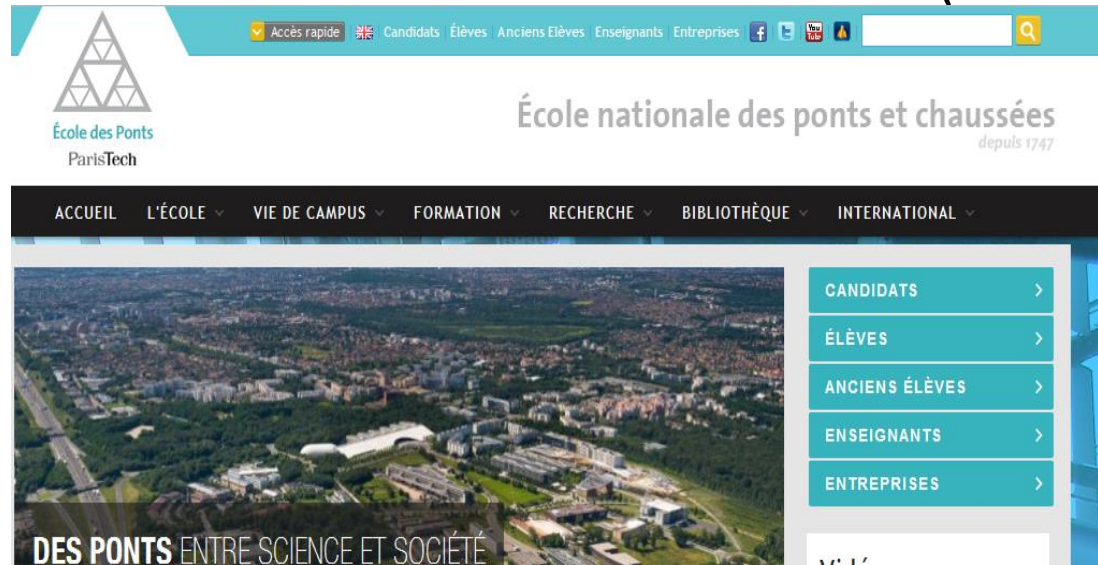 Accès rapide Candidats Élèves Anciens Elèves Enseignants Entreprises You Tube
École nationale des ponts et chaussées
depuis 1747
École des Ponts
ParisTech
ACCUEIL L'ÉCOLE VIE DE CAMPUS FORMATION RECHERCHE BIBLIOTHÈQUE INTERNATIONAL
CANDIDATS
ÉLÈVES
ANCIENS ÉLÈVES
ENSEIGNANTS
ENTREPRISES
DES PONTS ENTRE SCIENCE ET SOCIÉTÉ